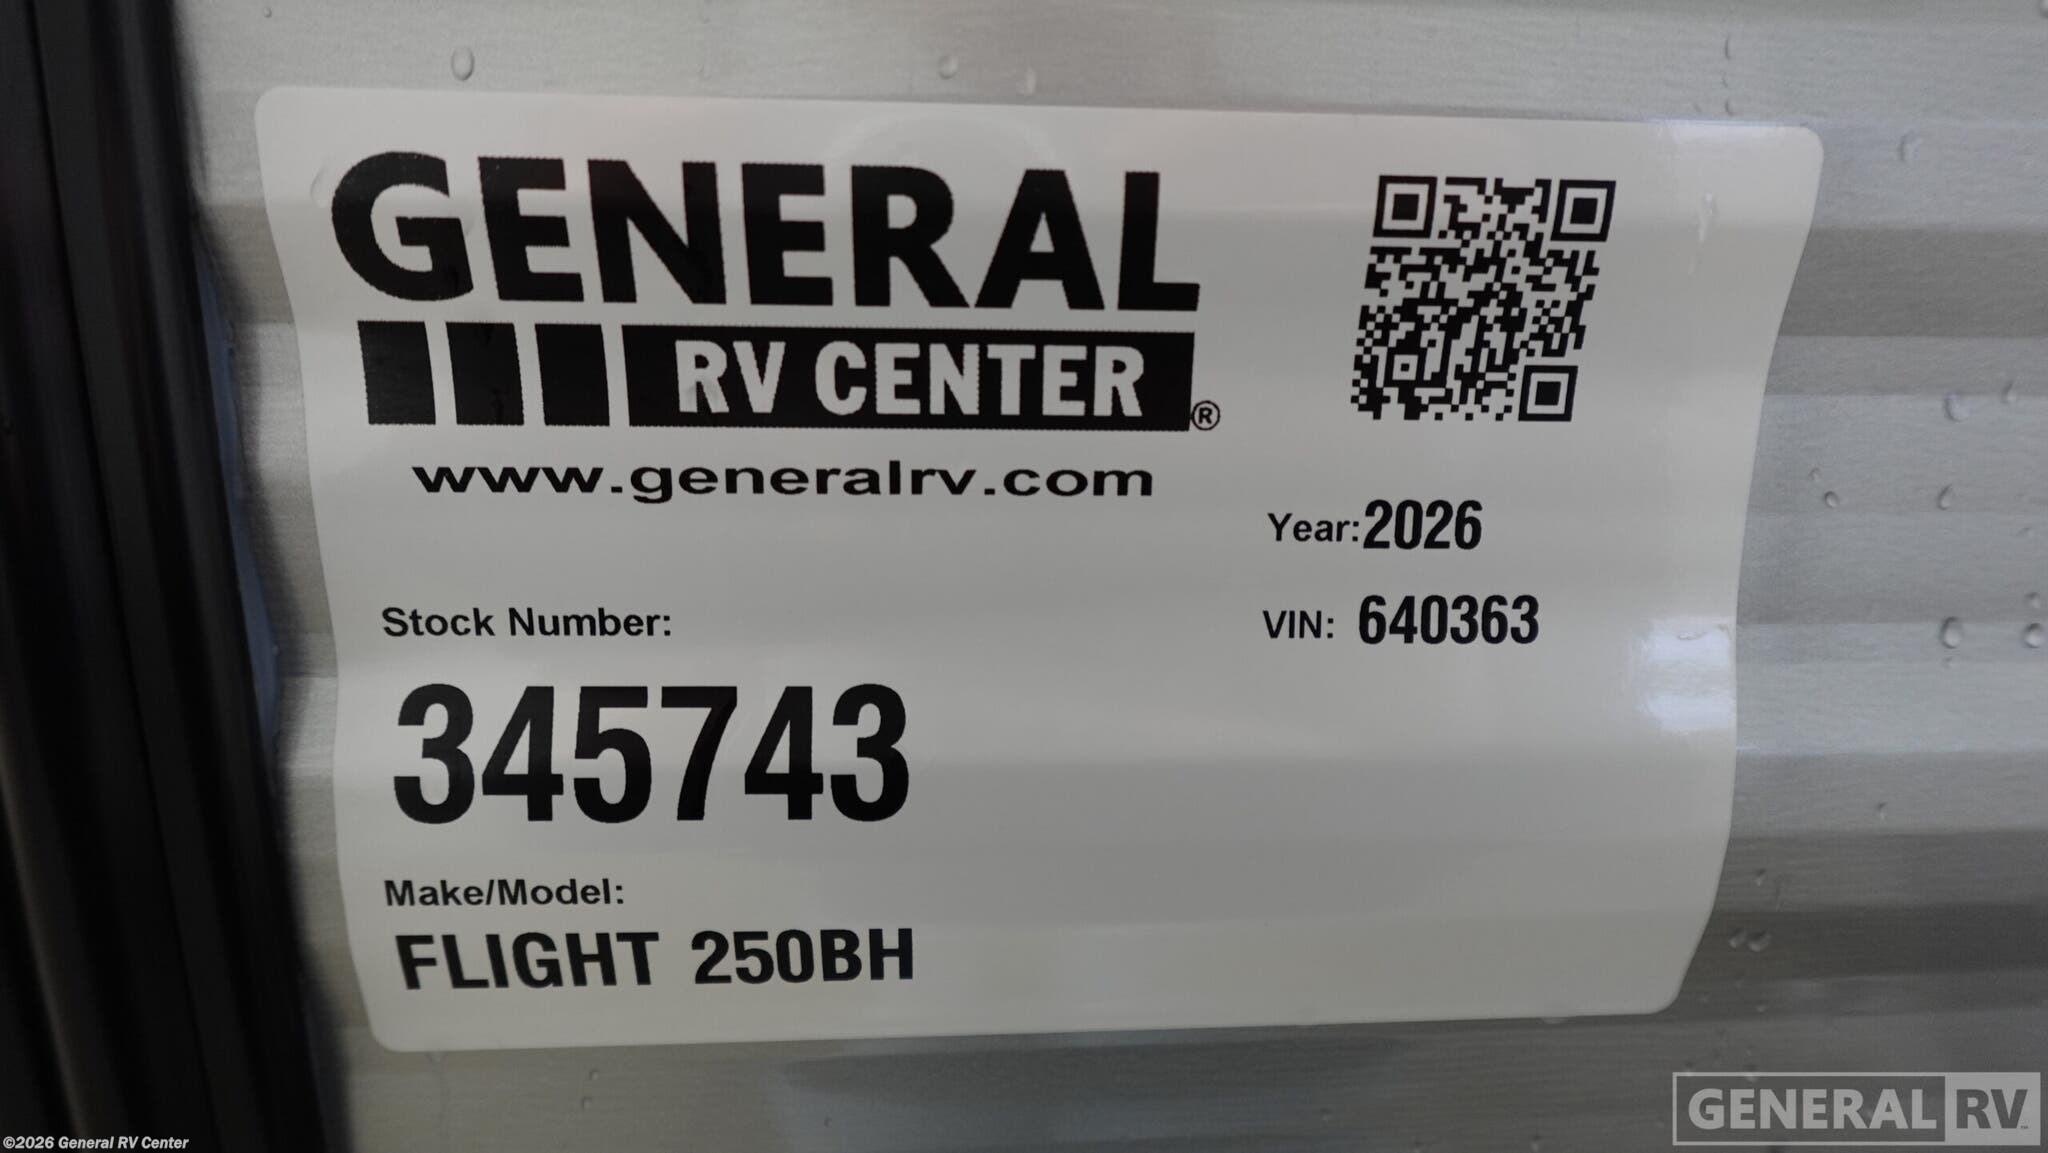 GENERAL
RV CENTER®
www.generalrv.com
Year: 2026
VIN: 640363
Stock Number:
345743
Make/Model:
FLIGHT 250BH
GENERAL RV™
©2026 General RV Center